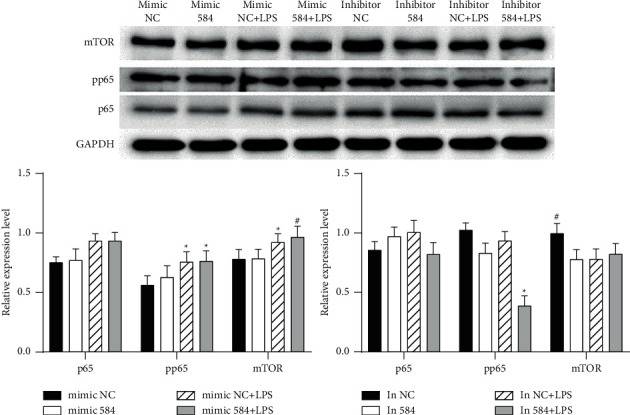 Mimic NC
Mimic 584
Mimic NC+LPS
Mimic 584+LPS
Inhibitor NC
Inhibitor 584
Inhibitor NC+LPS
Inhibitor 584+LPS
mTOR
pp65
p65
GAPDH
Relative expression level
1.5
1.0
0.5
0.0
* * * #
p65 pp65 mTOR
mimic NC
mimic 584
mimic NC+LPS
mimic 584+LPS
Relative expression level
1.5
1.0
0.5
0.0
* #
p65 pp65 mTOR
In NC
In 584
In NC+LPS
In 584+LPS